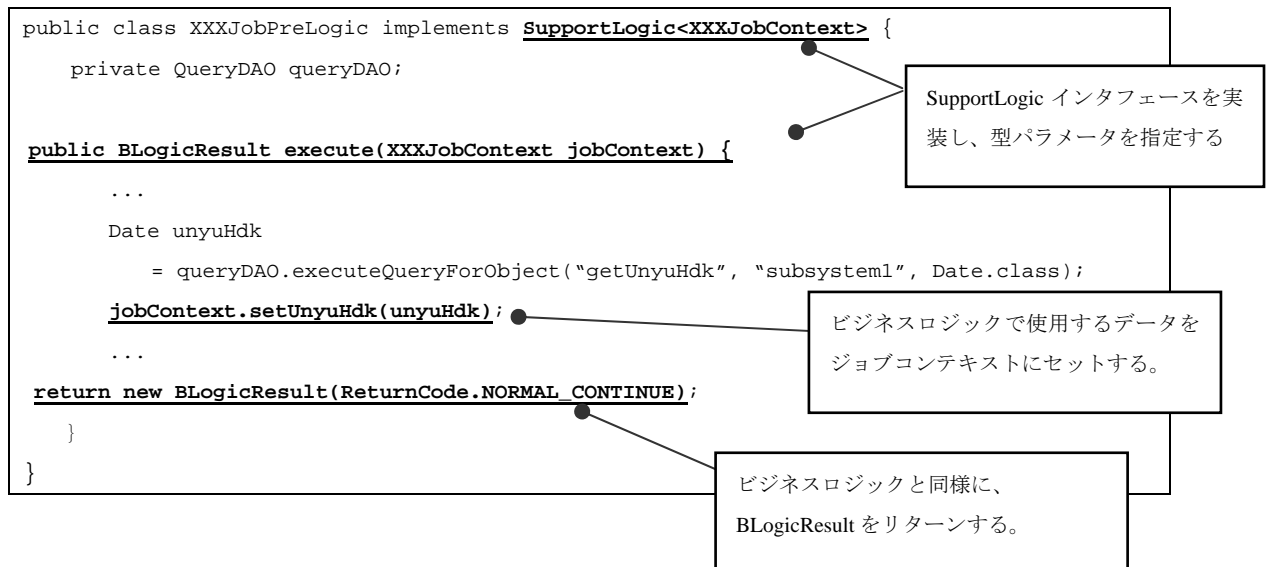 public class XXXJobPreLogic implements SupportLogic<XXXJobContext> {
private QueryDAO queryDAO;
SupportLogic インタフェースを実
装し、型パラメータを指定する
public BLogicResult execute(XXXJobContext jobContext) {
...
Date unyuHdk
= queryDAO.executeQueryForObject(“getUnyuHdk”, “subsystem1”, Date.class);
jobContext.setUnyuHdk(unyuHdk);
ビジネスロジックで使用するデータを
ジョブコンテキストにセットする。
...
return new BLogicResult(ReturnCode.NORMAL_CONTINUE);
}
}
ビジネスロジックと同様に、
BLogicResult をリターンする。